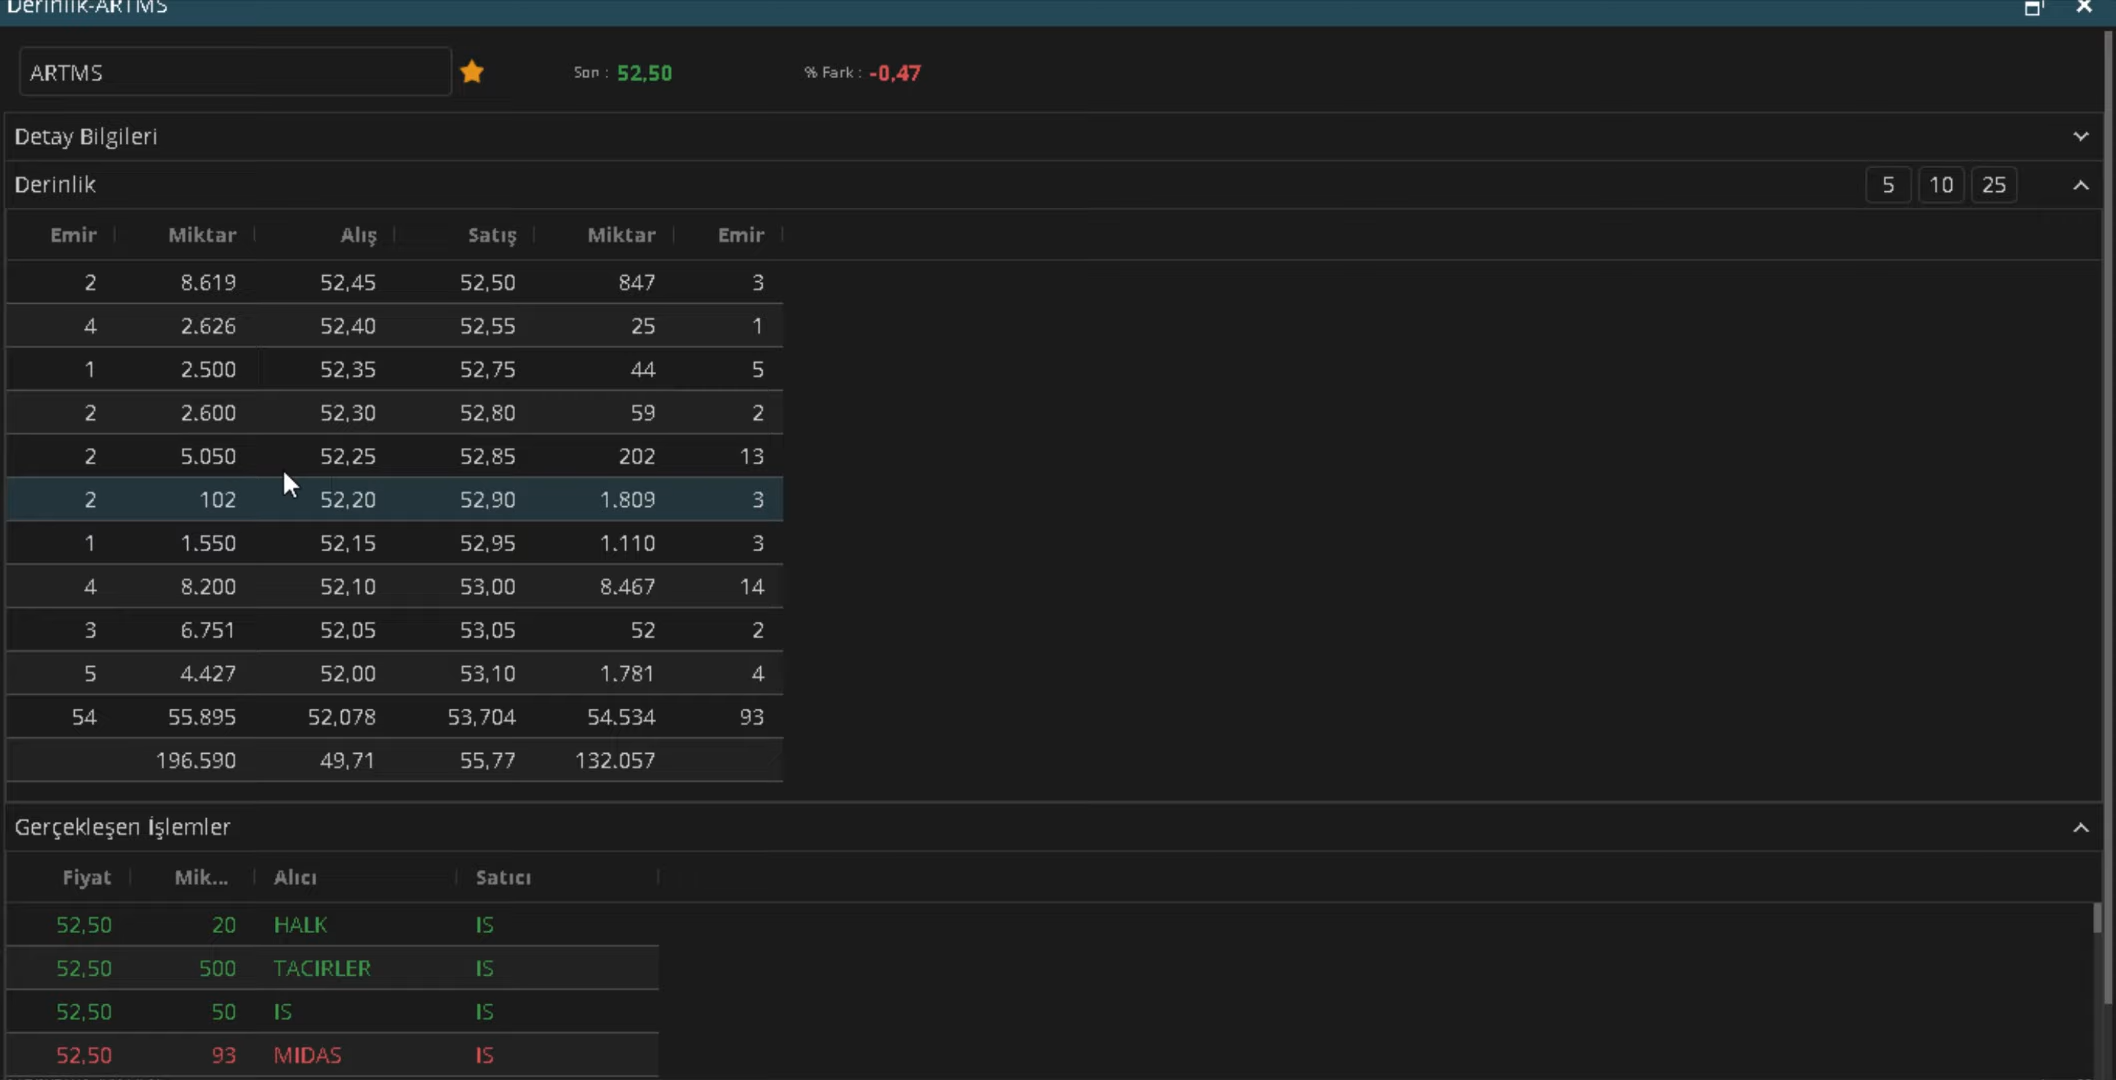 Derinlik-ARTMS
ARTMS Son : 52,50 % Fark : -0,47
Detay Bilgileri
Derinlik 5 10 25
Emir Miktar Alış Satış Miktar Emir
2 8.619 52,45 52,50 847 3
4 2.626 52,40 52,55 25 1
1 2.500 52,35 52,75 44 5
2 2.600 52,30 52,80 59 2
2 5.050 52,25 52,85 202 13
2 102 52,20 52,90 1.809 3
1 1.550 52,15 52,95 1.110 3
4 8.200 52,10 53,00 8.467 14
3 6.751 52,05 53,05 52 2
5 4.427 52,00 53,10 1.781 4
54 55.895 52,078 53,704 54.534 93
196.590 49,71 55,77 132.057
Gerçekleşen İşlemler
Fiyat Mik... Alıcı Satıcı
52,50 20 HALK IS
52,50 500 TACIRLER IS
52,50 50 IS IS
52,50 93 MIDAS IS